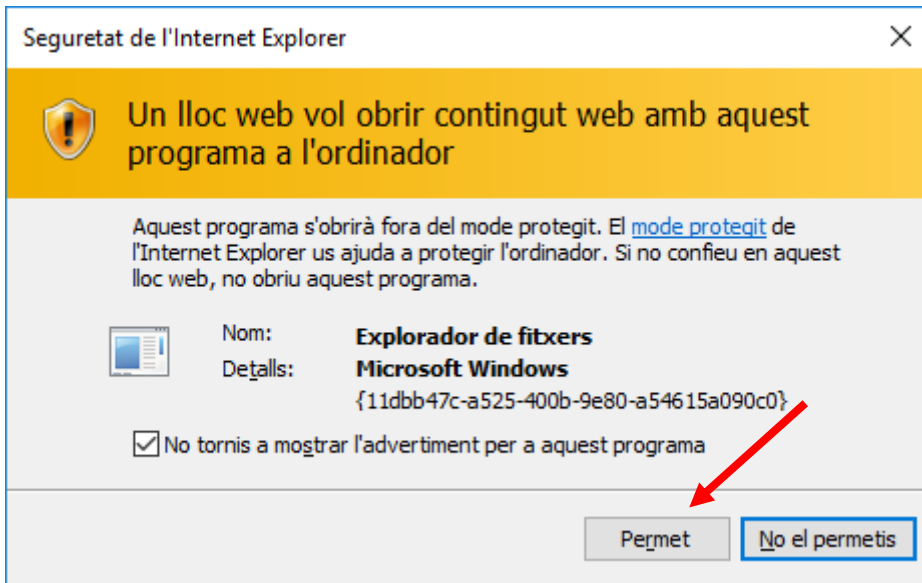 Seguretat de l'Internet Explorer
Un lloc web vol obrir contingut web amb aquest
programa a l'ordinador
Aquest programa s'obrirà fora del mode protegit. El mode protegit de
l'Internet Explorer us ajuda a protegir l'ordinador. Si no confieu en aquest
lloc web, no obriu aquest programa.
Nom: Explorador de fitxers
Detalls: Microsoft Windows
{11dbb47c-a525-400b-9e80-a54615a090c0}
No tornis a mostrar l'advertiment per a aquest programa
Permet No el permetis